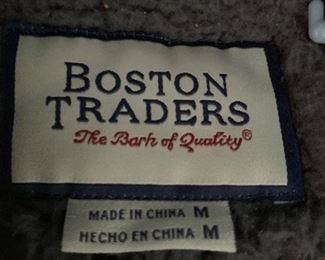 BOSTON
TRADERS
The Bark of Quality®
MADE IN CHINA M
HECHO EN CHINA M